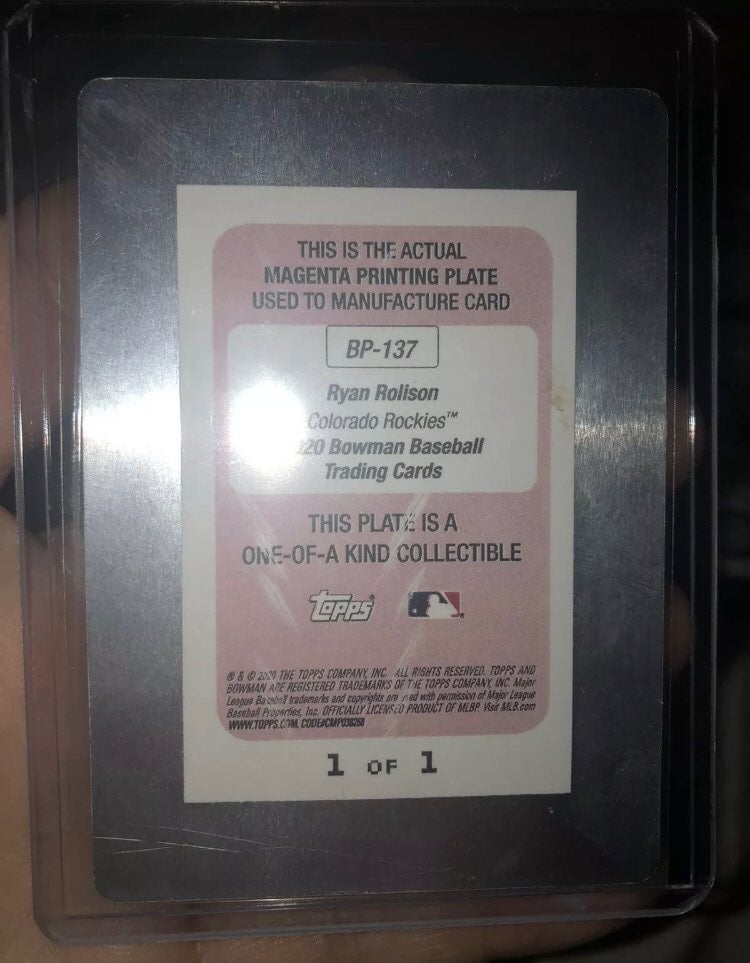 THIS IS THE ACTUAL
MAGENTA PRINTING PLATE
USED TO MANUFACTURE CARD
BP-137
Ryan Rolison
Colorado Rockies™
20 Bowman Baseball
Trading Cards
THIS PLATE IS A
ONE-OF-A KIND COLLECTIBLE
Topps
® & © 2020 THE TOPPS COMPANY, INC. ALL RIGHTS RESERVED. TOPPS AND
BOWMAN ARE REGISTERED TRADEMARKS OF THE TOPPS COMPANY, INC. Major
League Baseball trademarks and copyrights are used with permission of Major League
Baseball Properties, Inc. OFFICIALLY LICENSED PRODUCT OF MLBP. Visit MLB.com
WWW.TOPPS.COM. CODE#CMP038268
1 OF 1